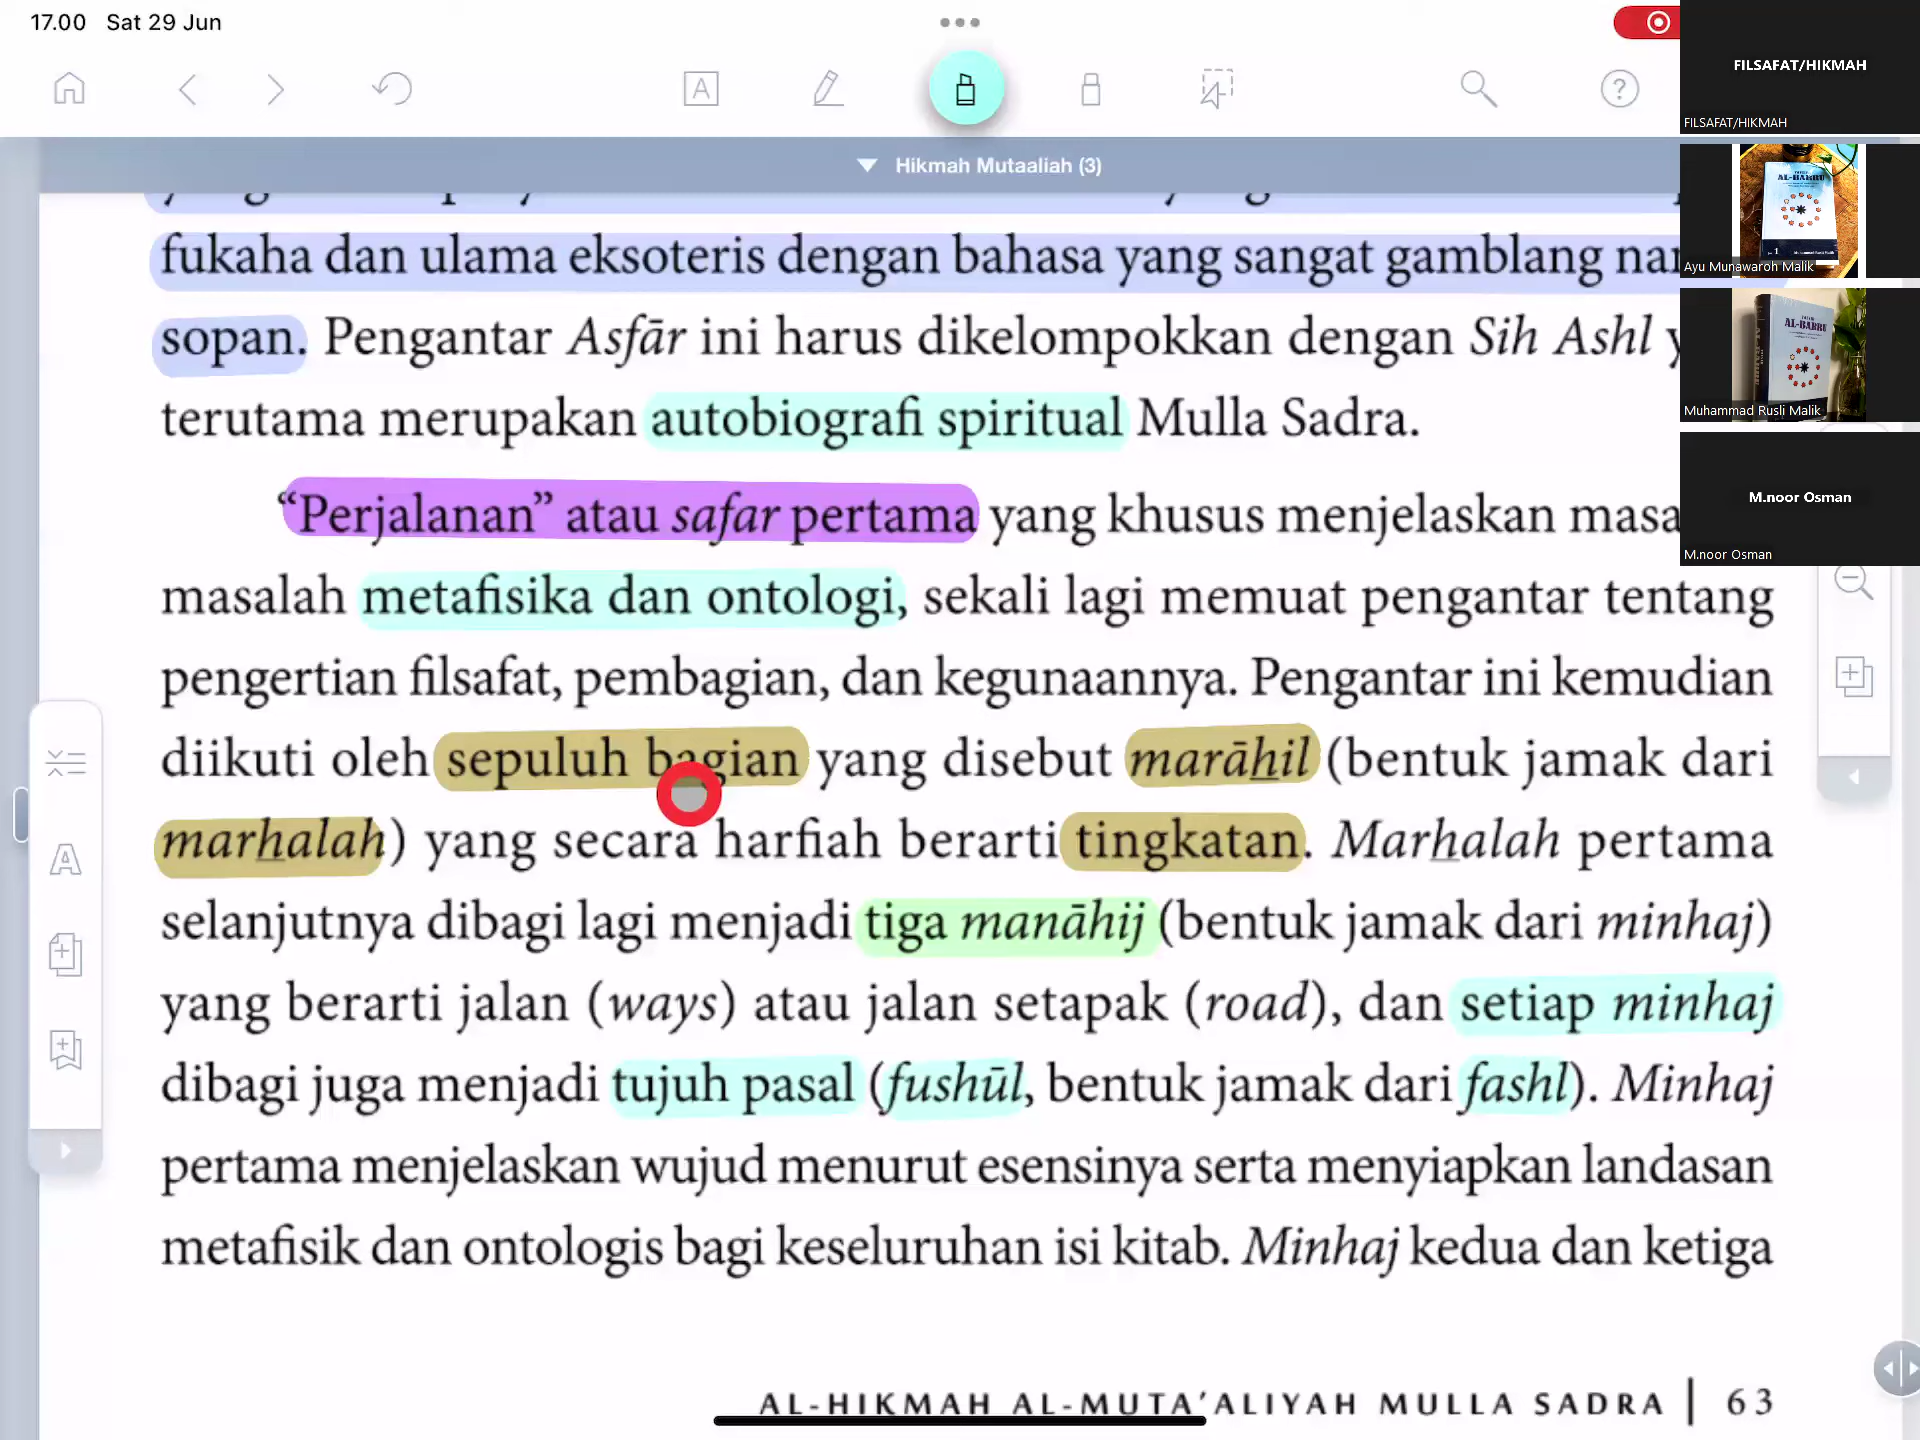 17.00 Sat 29 Jun
FILSAFAT/HIKMAH
FILSAFAT/HIKMAH
Hikmah Mutaaliah (3)
AL-BARRU
Ayu Munawaroh Malik
AL-BARRU
Muhammad Rusli Malik
M.noor Osman
M.noor Osman
fukaha dan ulama eksoteris dengan bahasa yang sangat gamblang nam
sopan. Pengantar Asfār ini harus dikelompokkan dengan Sih Ashl y
terutama merupakan autobiografi spiritual Mulla Sadra.
“Perjalanan” atau safar pertama yang khusus menjelaskan masa
masalah metafisika dan ontologi, sekali lagi memuat pengantar tentang
pengertian filsafat, pembagian, dan kegunaannya. Pengantar ini kemudian
diikuti oleh sepuluh bagian yang disebut marāhil (bentuk jamak dari
marhalah) yang secara harfiah berarti tingkatan. Marhalah pertama
selanjutnya dibagi lagi menjadi tiga manāhij (bentuk jamak dari minhaj)
yang berarti jalan (ways) atau jalan setapak (road), dan setiap minhaj
dibagi juga menjadi tujuh pasal (fushūl, bentuk jamak dari fashl). Minhaj
pertama menjelaskan wujud menurut esensinya serta menyiapkan landasan
metafisik dan ontologis bagi keseluruhan isi kitab. Minhaj kedua dan ketiga
AL-HIKMAH AL-MUTA’ALIYAH MULLA SADRA | 63